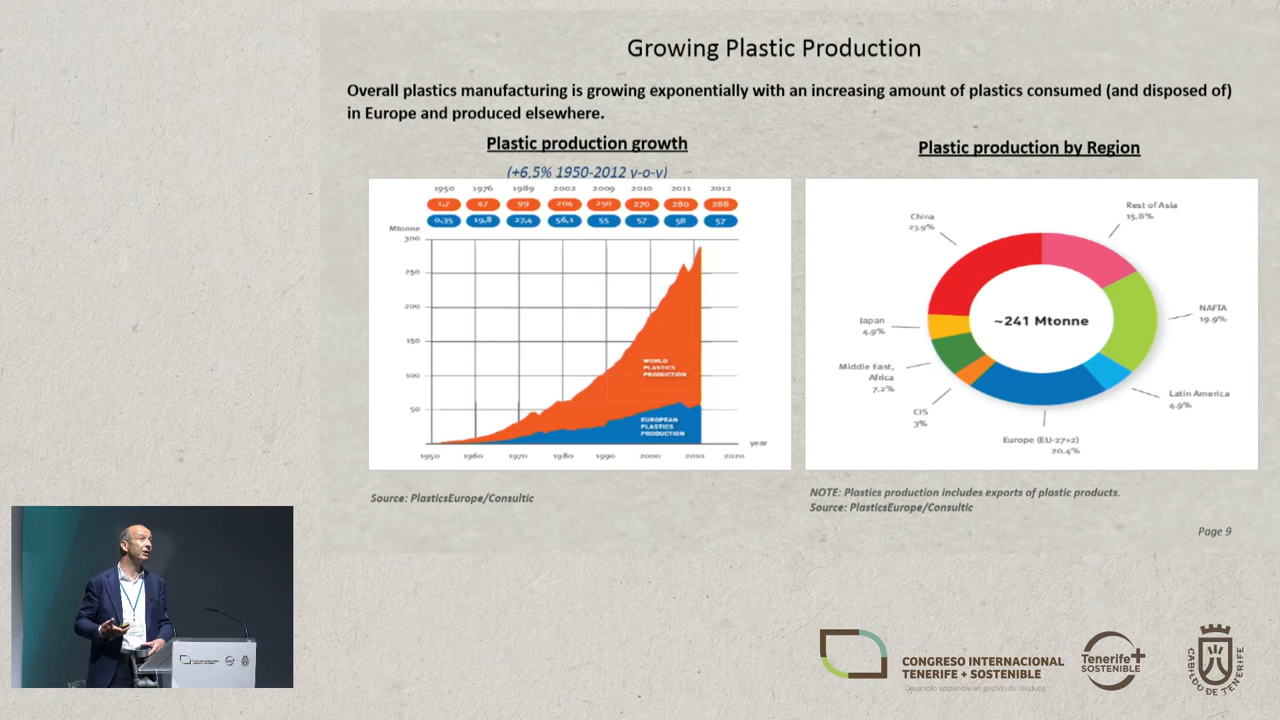 Growing Plastic Production
Overall plastics manufacturing is growing exponentially with an increasing amount of plastics consumed (and disposed of)
in Europe and produced elsewhere.
Plastic production growth
(+6,5% 1950-2012 y-o-y)
1950 1976 1989 2002 2009 2010 2011 2012
1,7 47 99 204 250 270 280 288
0,35 19,8 27,4 56,1 55 57 58 57
Mtonne
300
250
200
150
100
50
WORLD
PLASTICS
PRODUCTION
EUROPEAN
PLASTICS
PRODUCTION
year
1950 1960 1970 1980 1990 2000 2010 2020
Source: PlasticsEurope/Consultic
Plastic production by Region
Rest of Asia
15.8%
China
23.9%
NAFTA
19.9%
~241 Mtonne
Japan
4.9%
Middle East,
Africa
7.2%
Latin America
4.9%
CIS
3%
Europe (EU-27+2)
20.4%
NOTE: Plastics production includes exports of plastic products.
Source: PlasticsEurope/Consultic
Page 9
CONGRESO INTERNACIONAL
TENERIFE + SOSTENIBLE
Desarrollo sostenible en gestión de residuos
Tenerife+
SOSTENIBLE
CABILDO DE TENERIFE